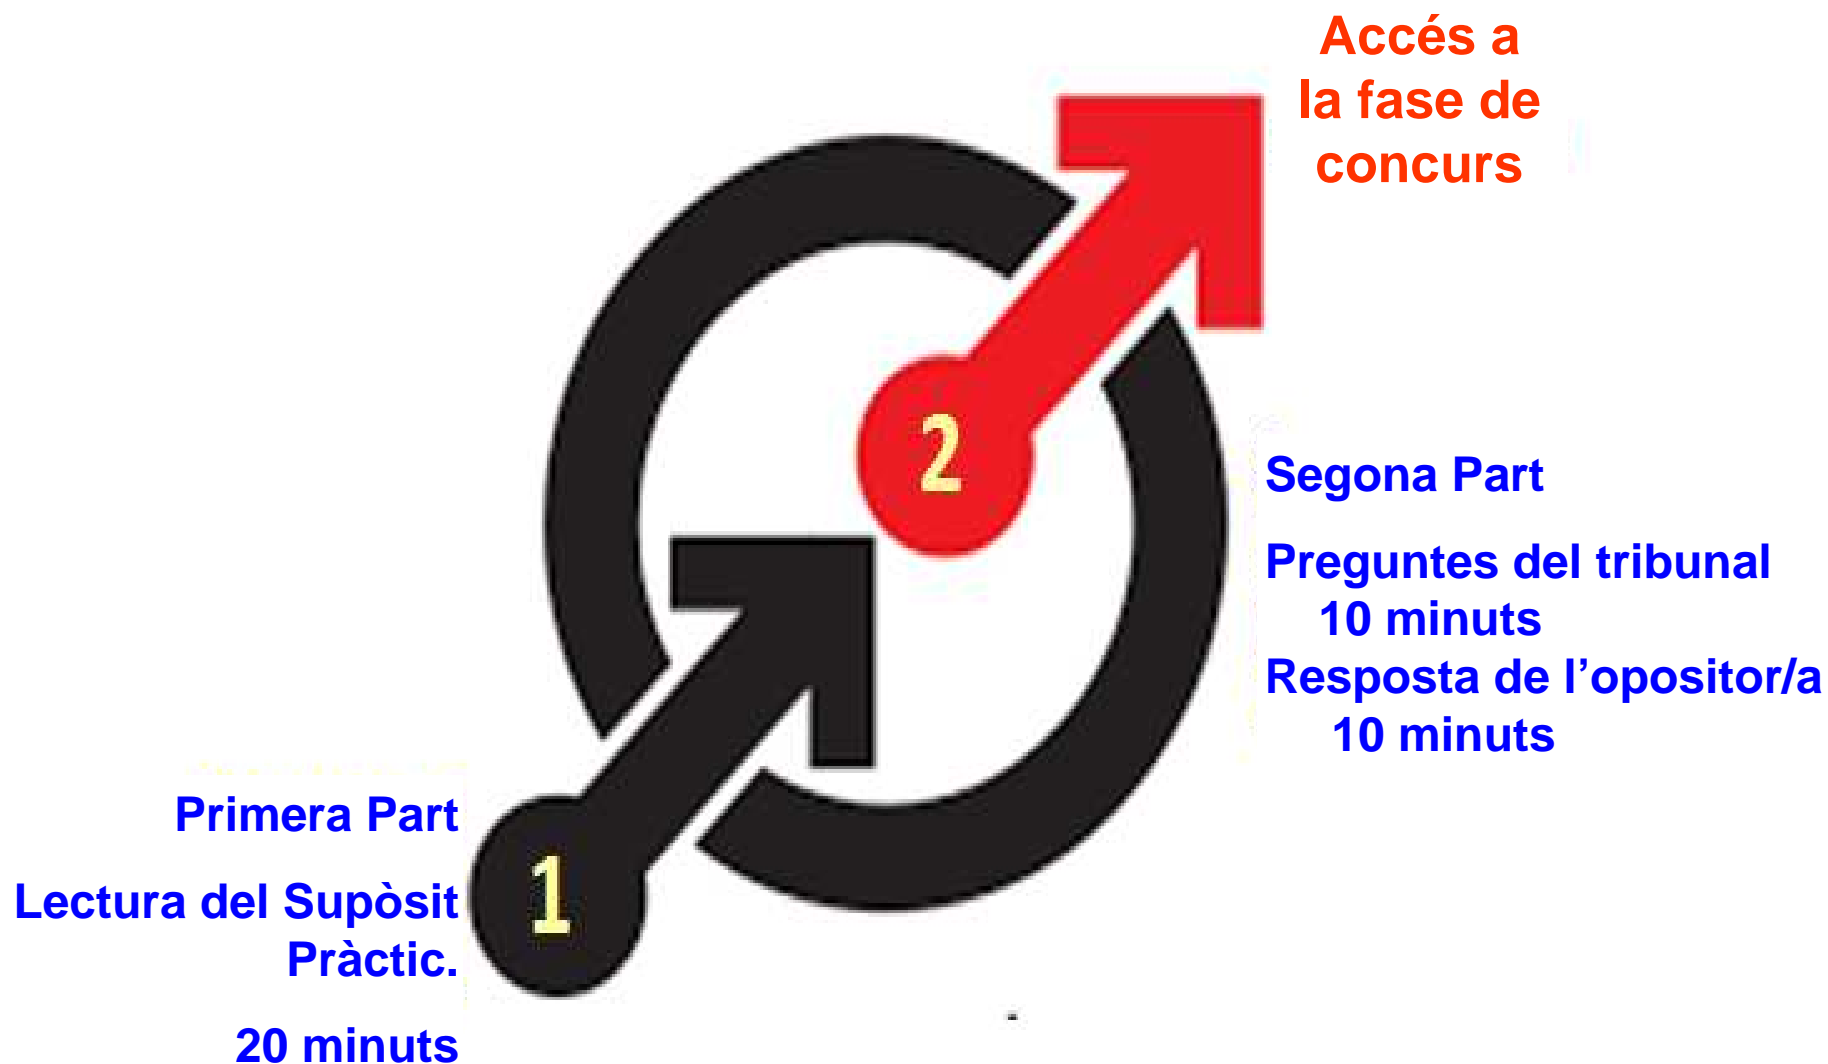 Accés a
la fase de
concurs
2
Segona Part
Preguntes del tribunal
10 minuts
Resposta de l’opositor/a
10 minuts
Primera Part
1
Lectura del Supòsit
Pràctic.
20 minuts